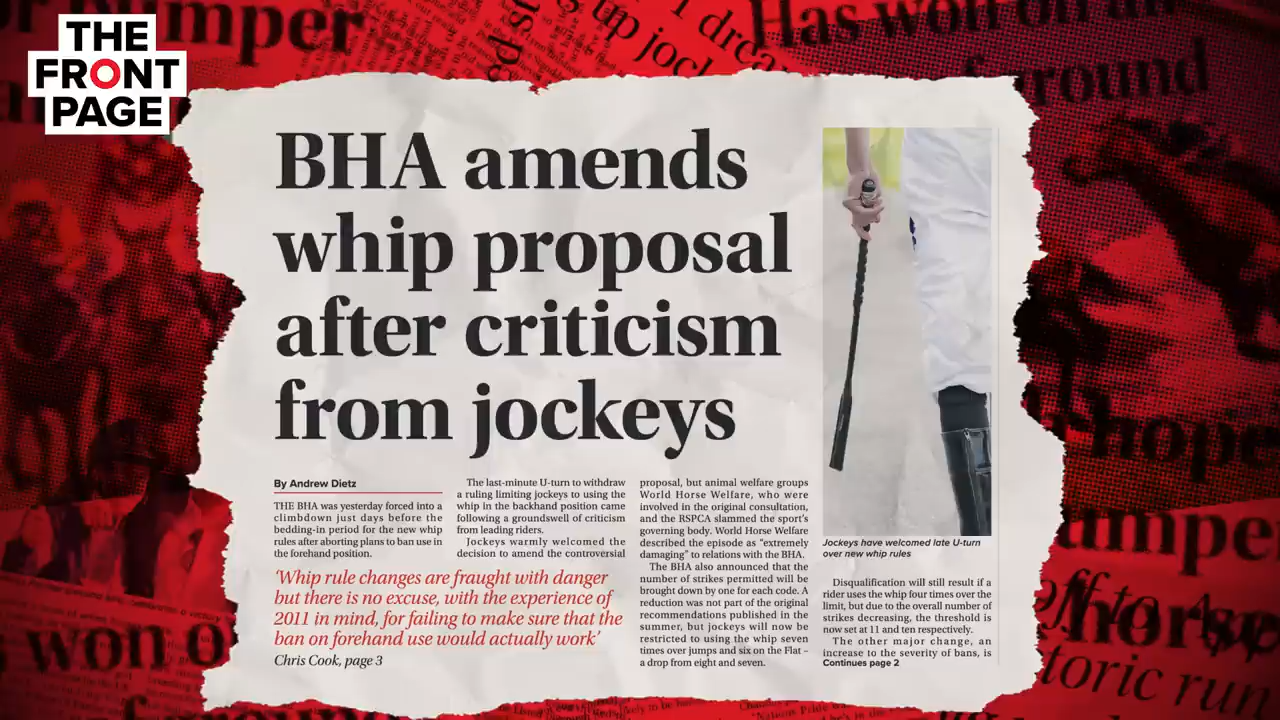 THE
FRONT
PAGE
BHA amends
whip proposal
after criticism
from jockeys
By Andrew Dietz
THE BHA was yesterday forced into a
climbdown just days before the
bedding-in period for the new whip
rules after aborting plans to ban use in
the forehand position.
The last-minute U-turn to withdraw
a ruling limiting jockeys to using the
whip in the backhand position came
following a groundswell of criticism
from leading riders.
Jockeys warmly welcomed the
decision to amend the controversial
'Whip rule changes are fraught with danger
but there is no excuse, with the experience of
2011 in mind, for failing to make sure that the
ban on forehand use would actually work'
Chris Cook, page 3
proposal, but animal welfare groups
World Horse Welfare, who were
involved in the original consultation,
and the RSPCA slammed the sport's
governing body. World Horse Welfare
described the episode as "extremely
damaging" to relations with the BHA.
The BHA also announced that the
number of strikes permitted will be
brought down by one for each code. A
reduction was not part of the original
recommendations published in the
summer, but jockeys will now be
restricted to using the whip seven
times over jumps and six on the Flat –
a drop from eight and seven.
Jockeys have welcomed late U-turn
over new whip rules
Disqualification will still result if a
rider uses the whip four times over the
limit, but due to the overall number of
strikes decreasing, the threshold is
now set at 11 and ten respectively.
The other major change, an
increase to the severity of bans, is
Continues page 2
up jock
I drea
Has won on
ground
hope
won o
toric run